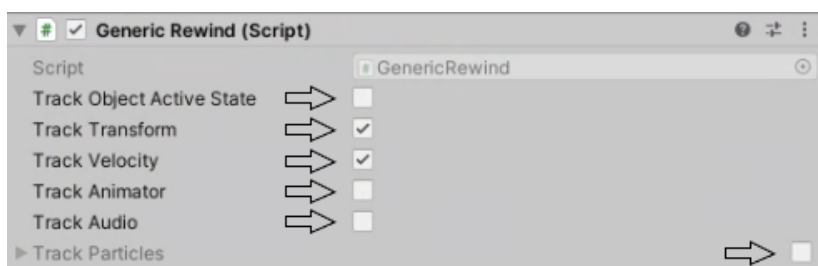 Generic Rewind (Script)
Script GenericRewind
Track Object Active State
Track Transform
Track Velocity
Track Animator
Track Audio
Track Particles